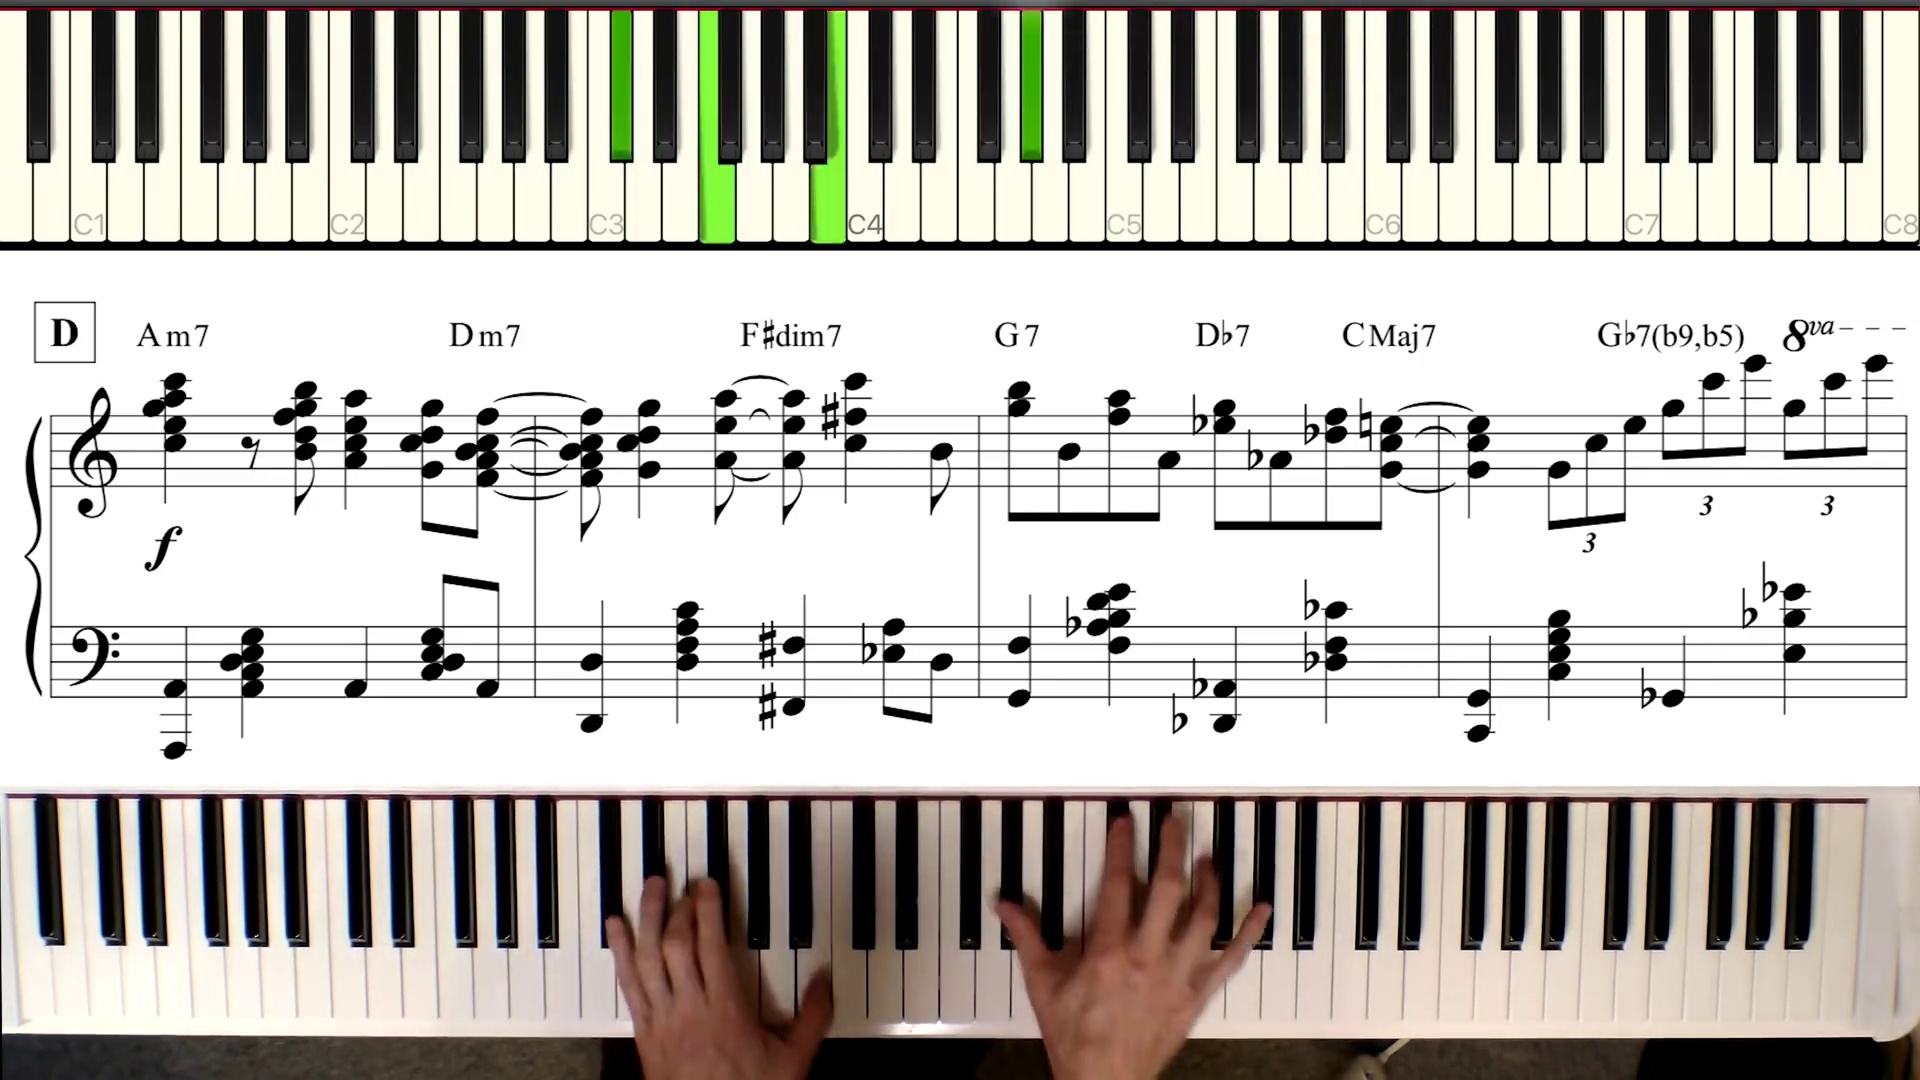 C1 C2 C3 C4 C5 C6 C7 C8
D Am7 Dm7 F♯dim7 G7 D♭7 CMaj7 G♭7(b9,b5) 8va
3 3
f 3